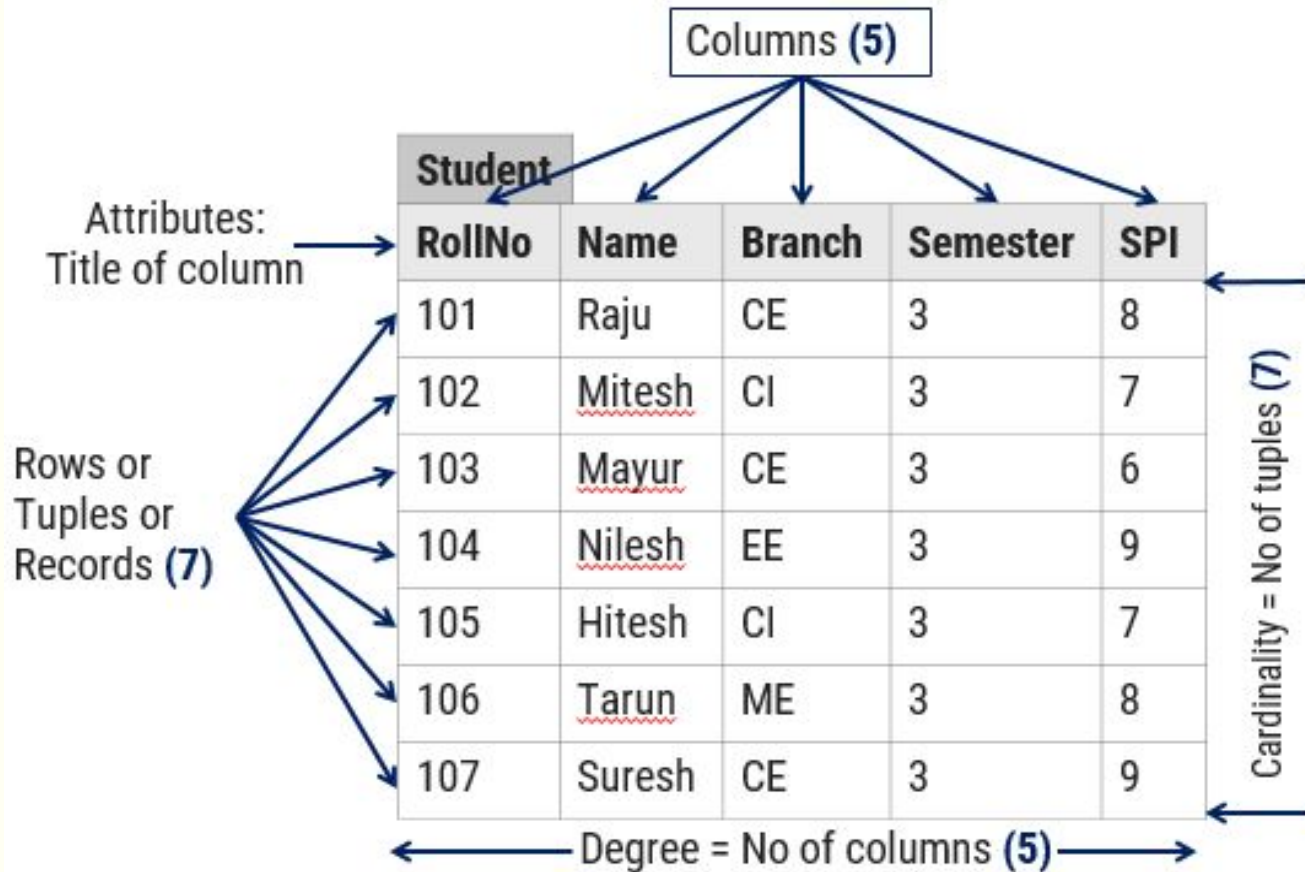 Columns (5)
Student
Attributes:
Title of column
RollNo Name Branch Semester SPI
101 Raju CE 3 8
102 Mitesh CI 3 7
103 Mayur CE 3 6
104 Nilesh EE 3 9
105 Hitesh CI 3 7
106 Tarun ME 3 8
107 Suresh CE 3 9
Rows or
Tuples or
Records (7)
Cardinality = No of tuples (7)
Degree = No of columns (5)